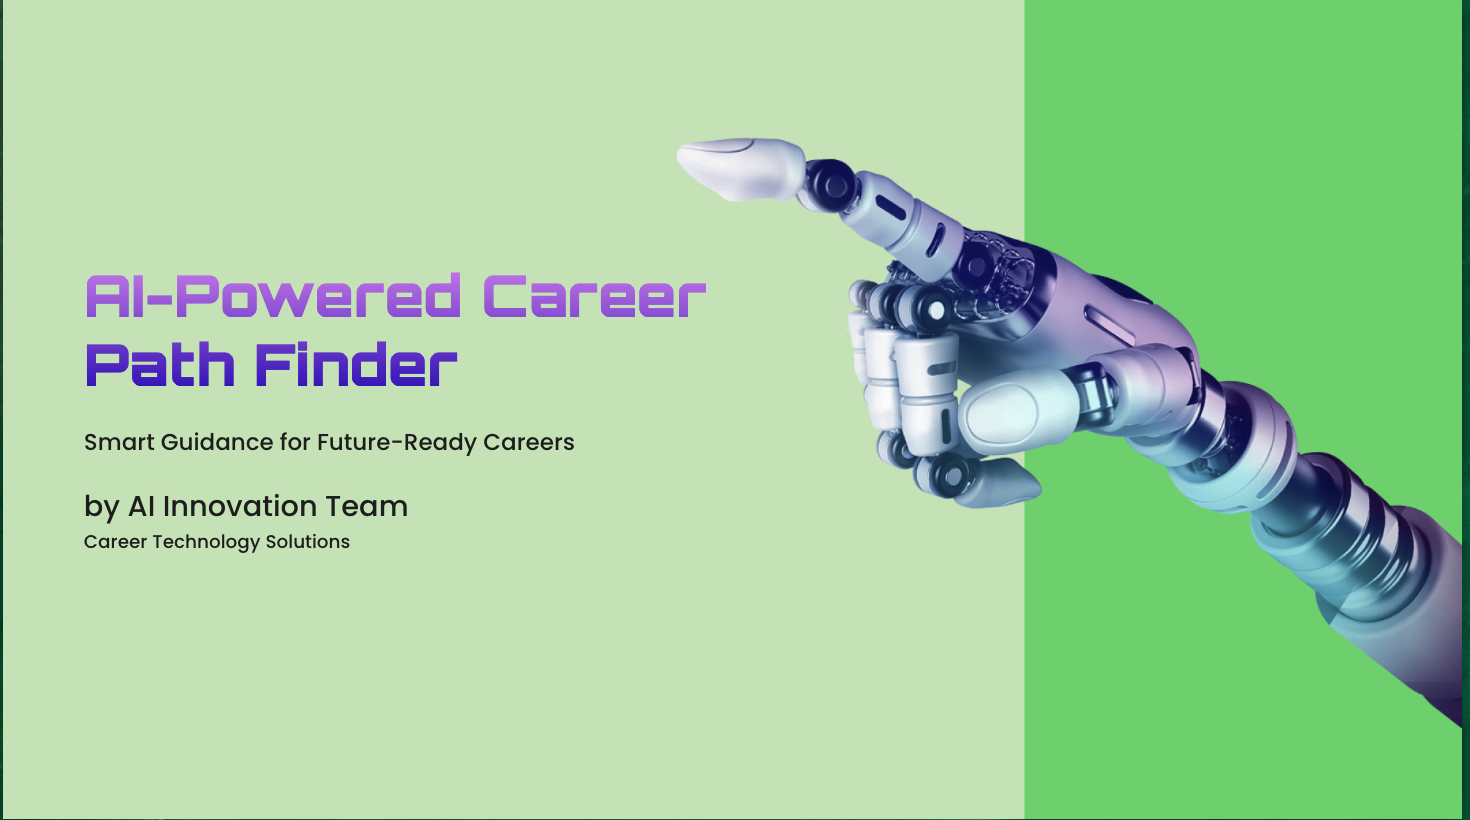 AI-Powered Career
Path Finder
Smart Guidance for Future-Ready Careers
by AI Innovation Team
Career Technology Solutions